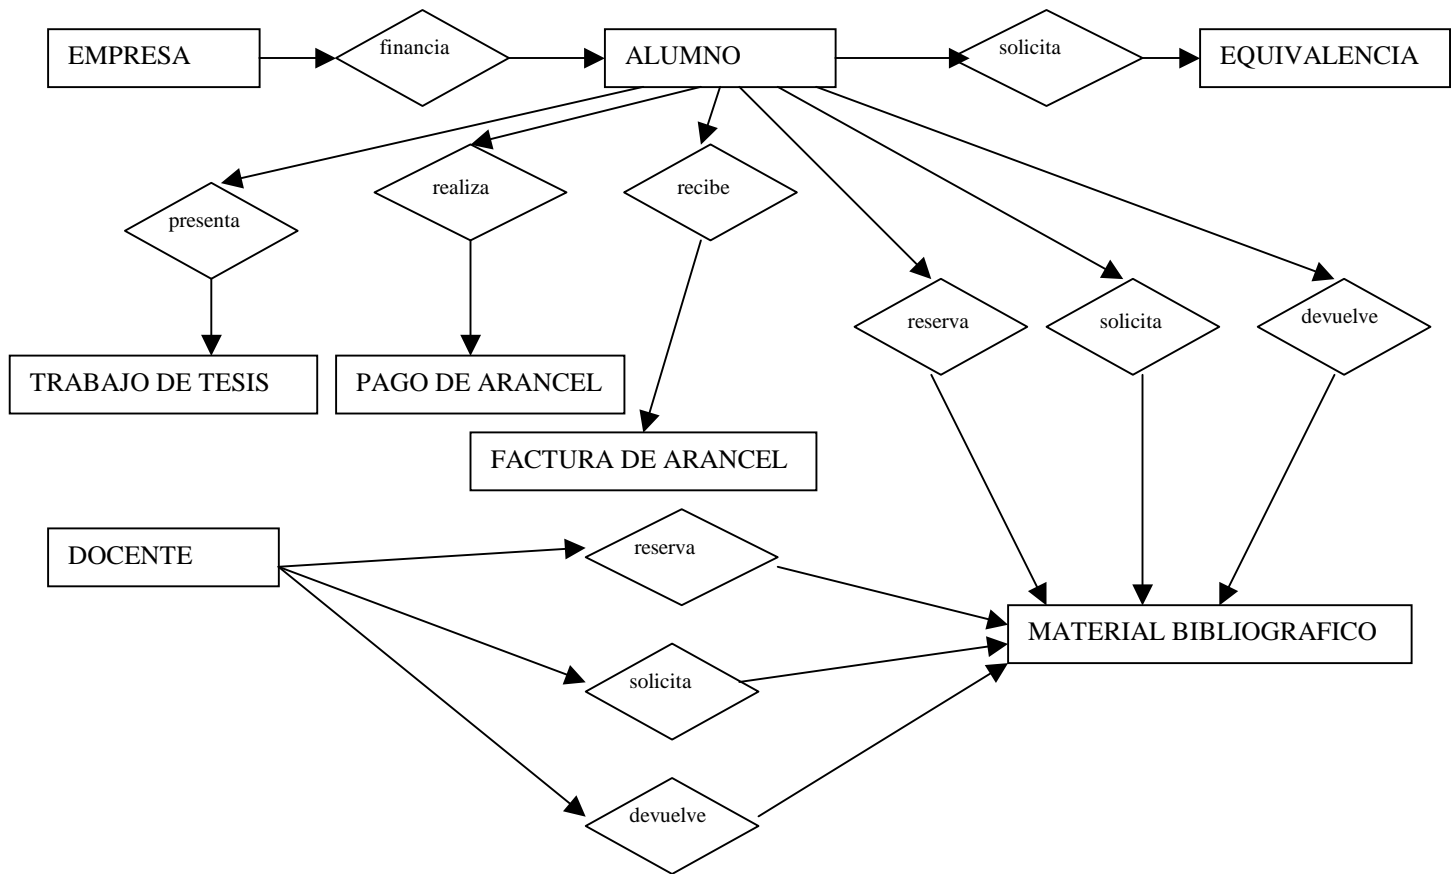 EMPRESA
financia
ALUMNO
solicita
EQUIVALENCIA
presenta
realiza
recibe
reserva
solicita
devuelve
TRABAJO DE TESIS
PAGO DE ARANCEL
FACTURA DE ARANCEL
DOCENTE
reserva
solicita
devuelve
MATERIAL BIBLIOGRAFICO